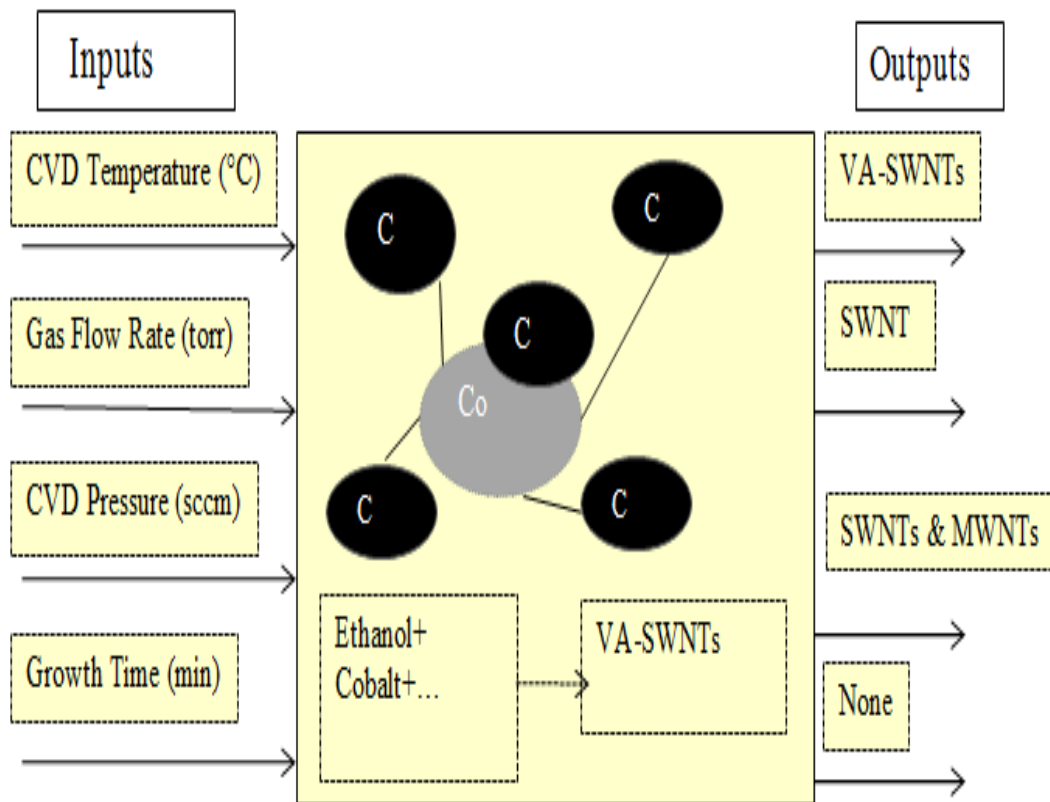 Inputs
Outputs
CVD Temperature (°C)
Gas Flow Rate (torr)
CVD Pressure (sccm)
Growth Time (min)
C
C
C
Co
C
C
Ethanol+
Cobalt+...
VA-SWNTs
VA-SWNTs
SWNT
SWNTs & MWNTs
None